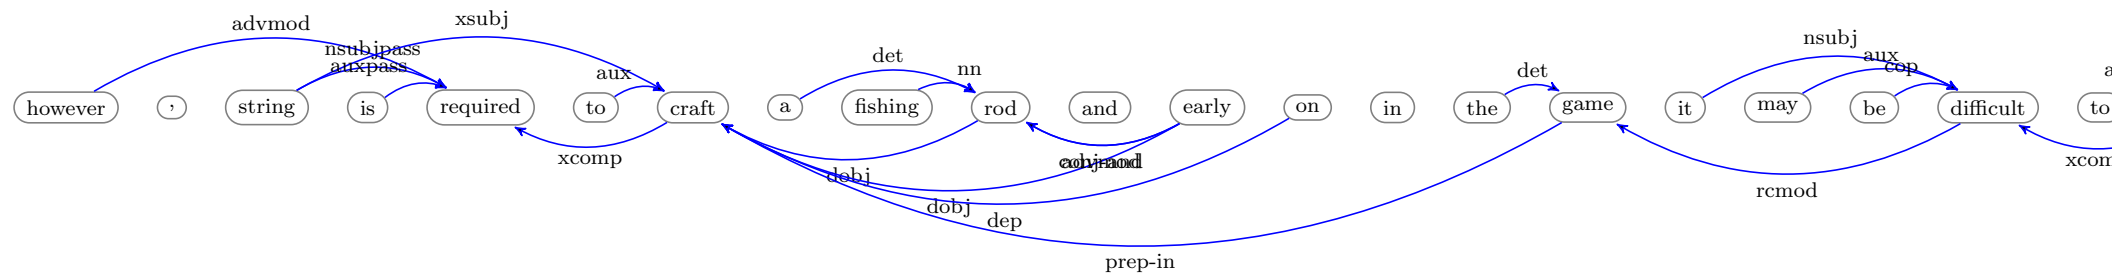 advmod
xsubj
nsubjpass
auxpass
aux
det
nn
det
nsubj
aux
cop
a
however , string is required to craft a fishing rod and early on in the game it may be difficult to
xcomp
dobj
dobj
dep
prep-in
rcmod
xcom